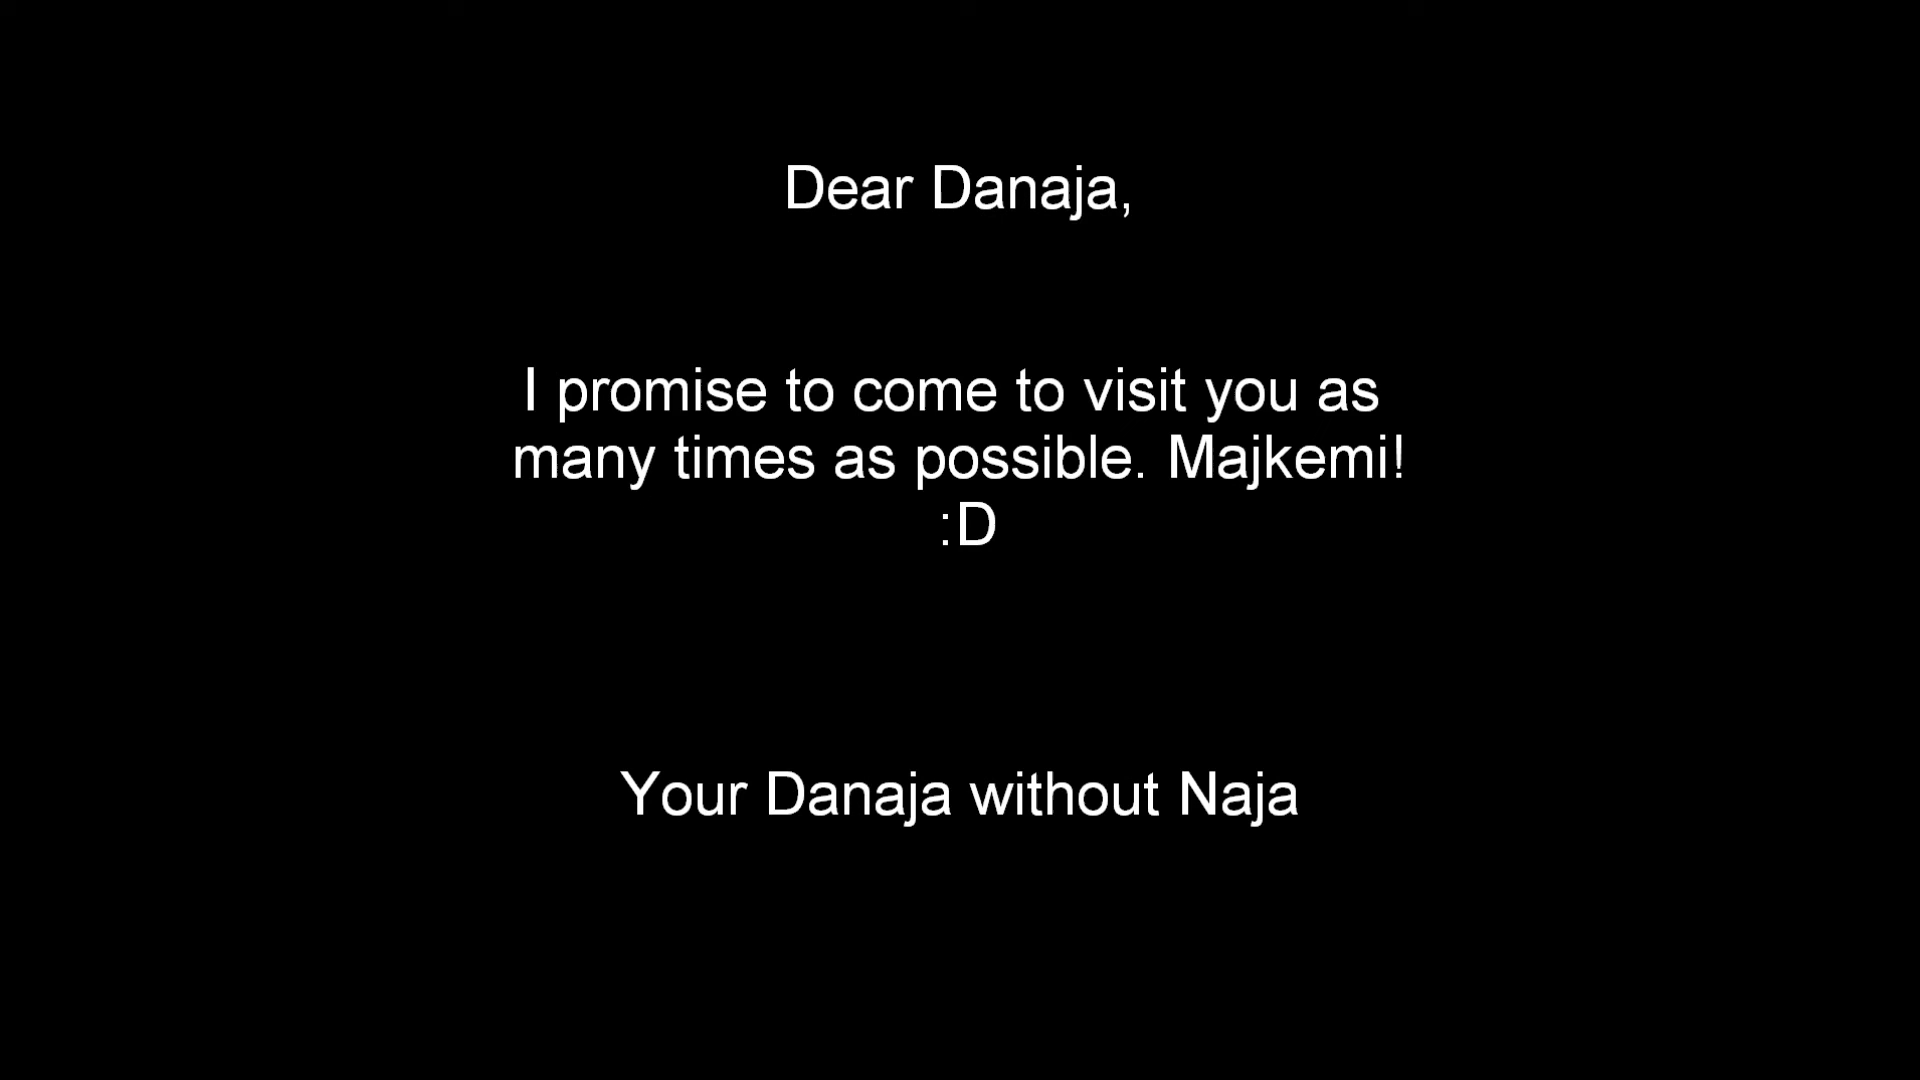 Dear Danaja,
I promise to come to visit you as
many times as possible. Majkemi!
:D
Your Danaja without Naja